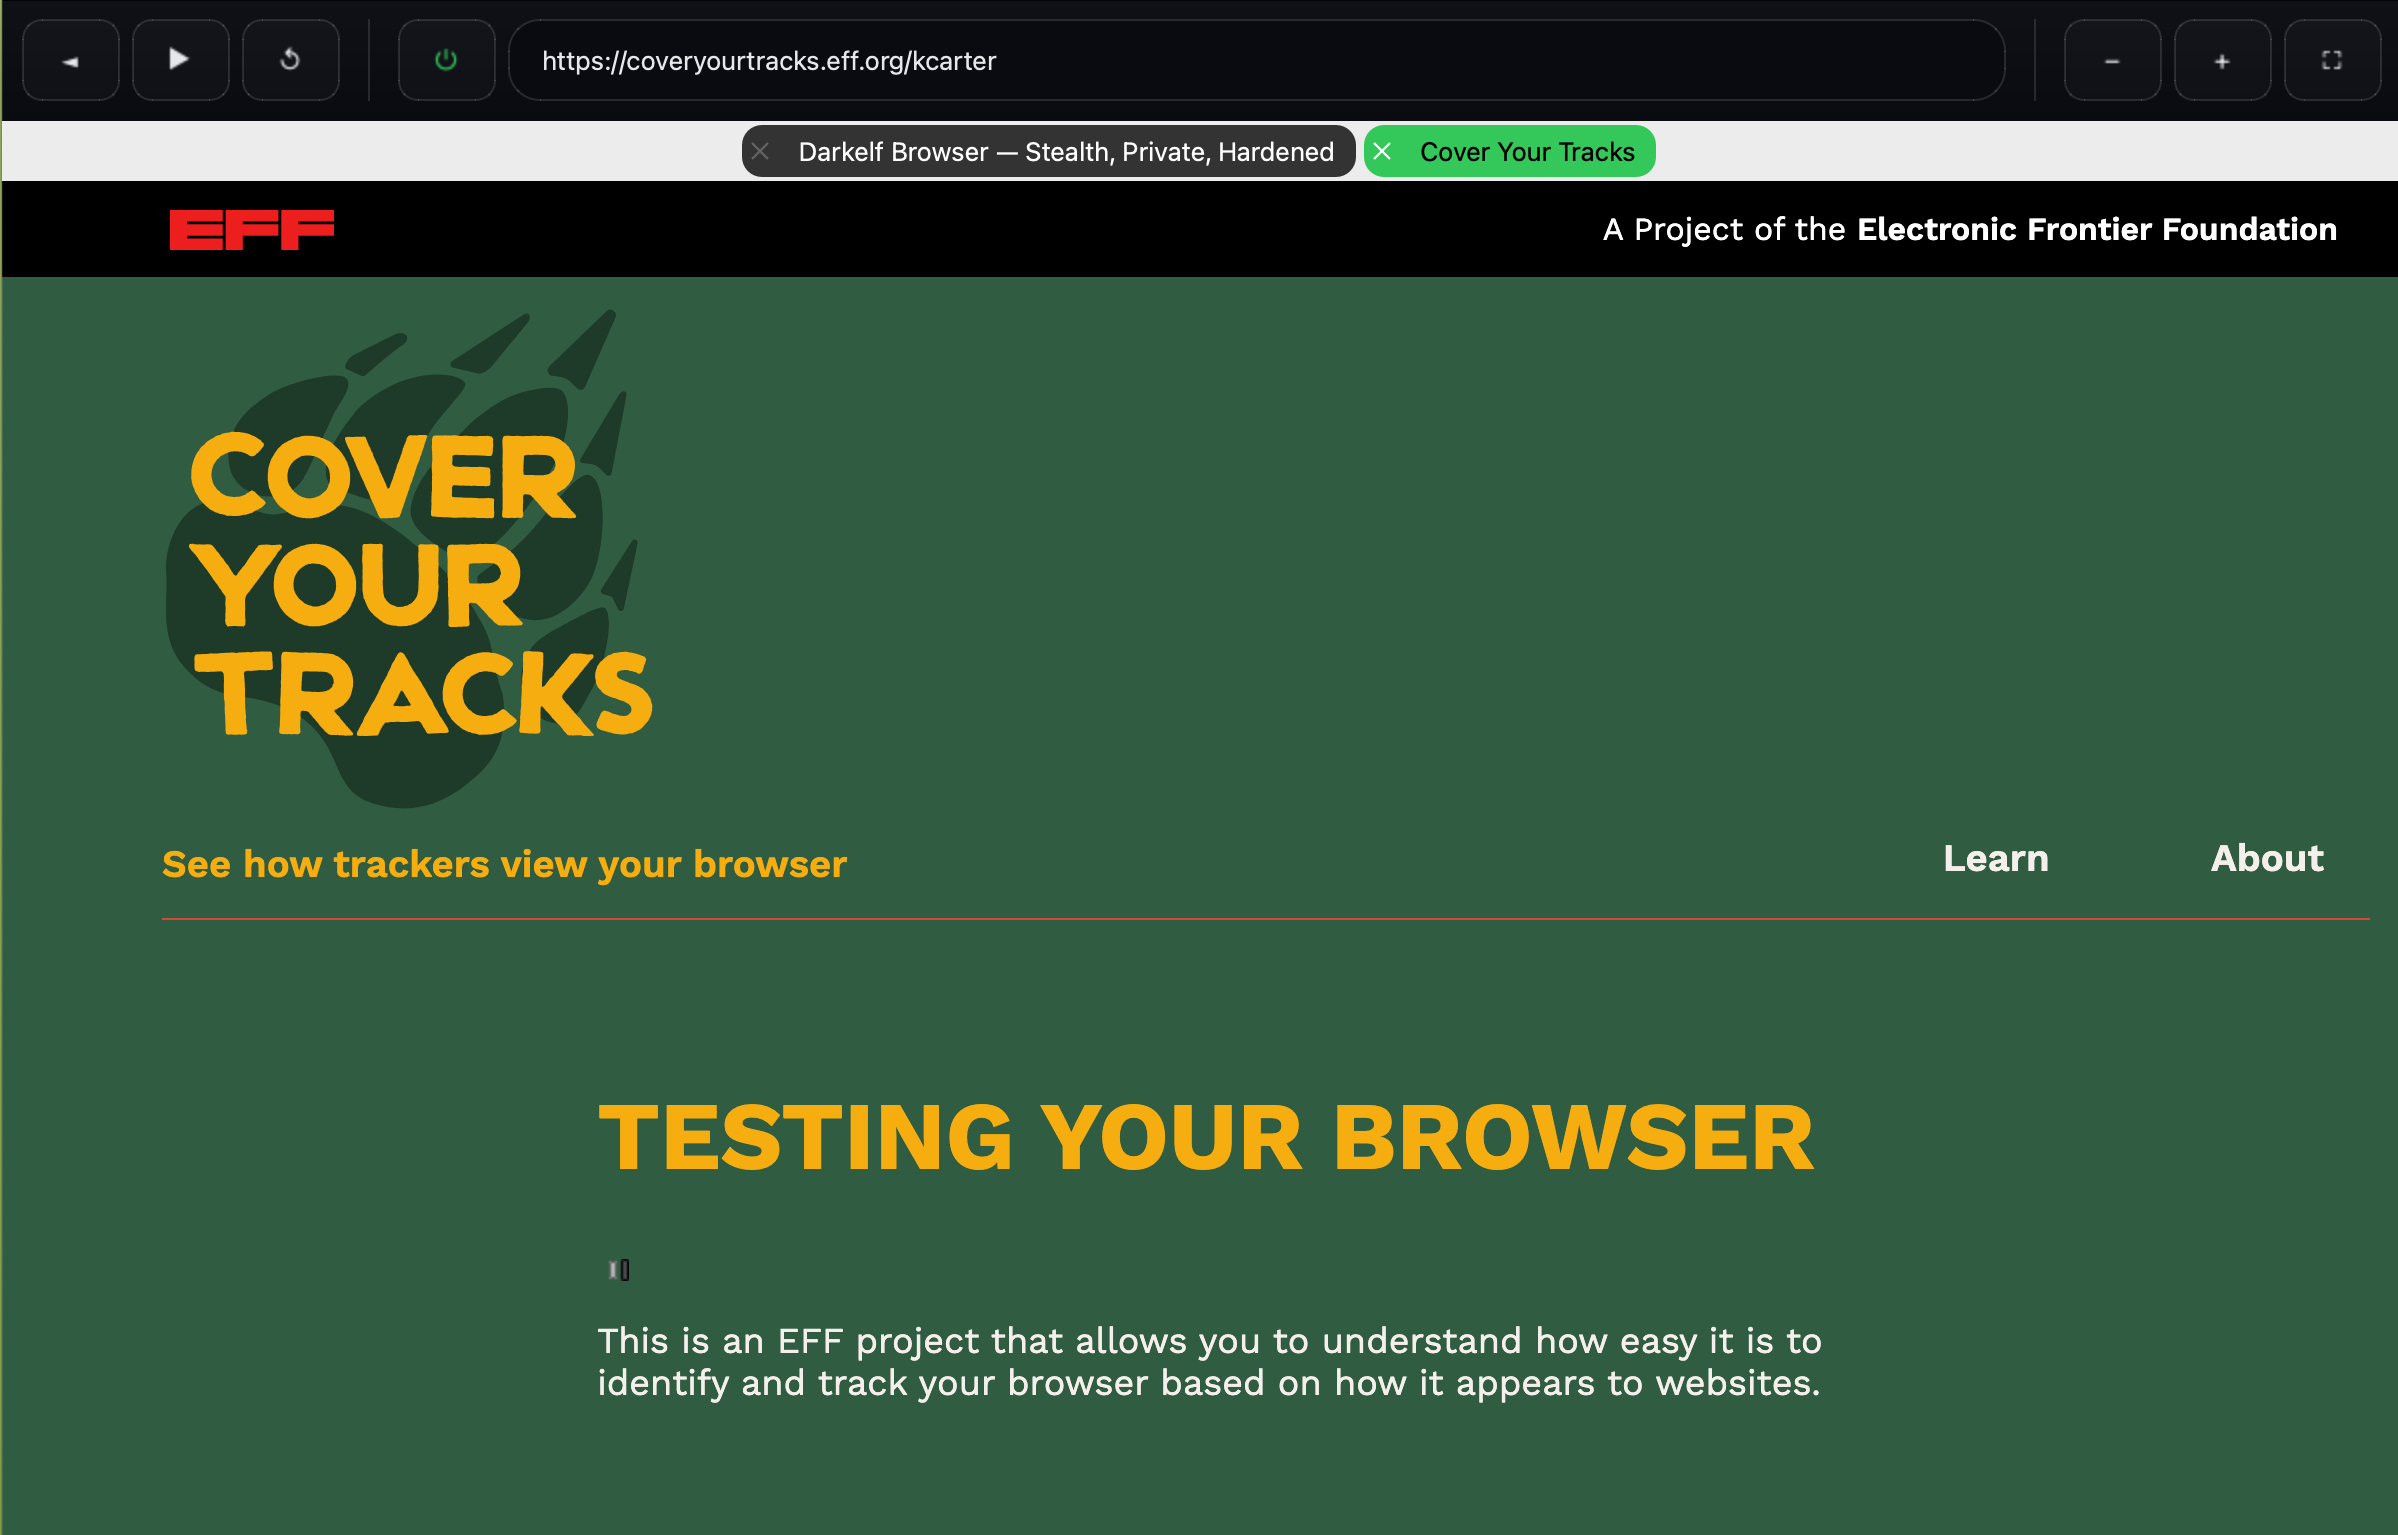 https://coveryourtracks.eff.org/kcarter
Darkelf Browser — Stealth, Private, Hardened
Cover Your Tracks
EFF
A Project of the Electronic Frontier Foundation
COVER
YOUR
TRACKS
See how trackers view your browser
Learn
About
TESTING YOUR BROWSER
This is an EFF project that allows you to understand how easy it is to
identify and track your browser based on how it appears to websites.